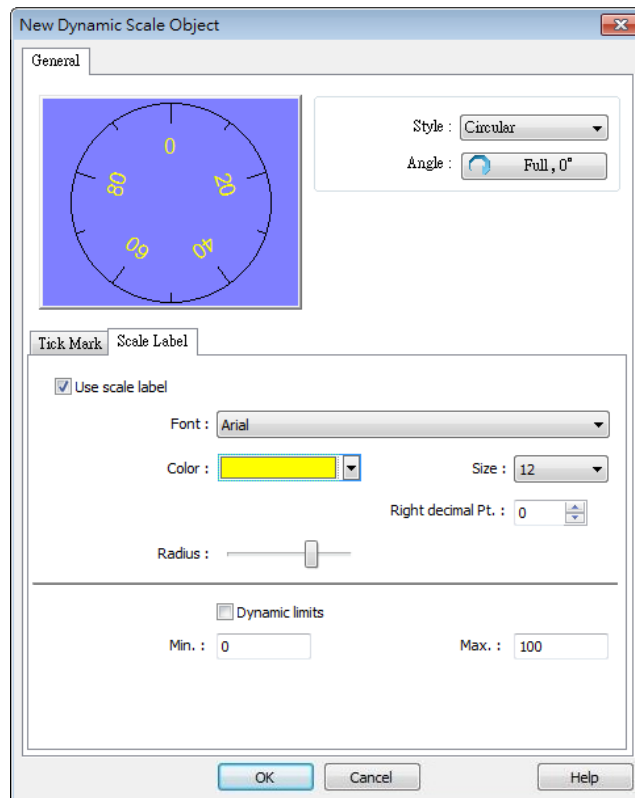 New Dynamic Scale Object
General
0
20
40
60
80
Style : Circular
Angle : Full , 0°
Tick Mark Scale Label
Use scale label
Font : Arial
Color : Size : 12
Right decimal Pt. : 0
Radius :
Dynamic limits
Min. : 0 Max. : 100
OK Cancel Help